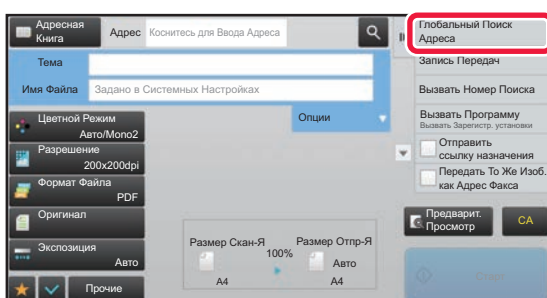 Адресная
Книга
Адрес
Коснитесь для Ввода Адреса
Тема
Имя Файла
Задано в Системных Настройках
Цветной Режим
Авто/Mono2
Опции
Разрешение
200x200dpi
Формат Файла
PDF
Оригинал
Экспозиция
Авто
Прочие
Размер Скан-Я
100%
Размер Отпр-Я
Авто
A4
A4
Глобальный Поиск
Адреса
Запись Передач
Вызвать Номер Поиска
Вызвать Программу
Вызвать Зарегистр. установки
Отправить
ссылку назначения
Передать То Же Изоб.
как Адрес Факса
Предварит.
Просмотр
CA
Старт